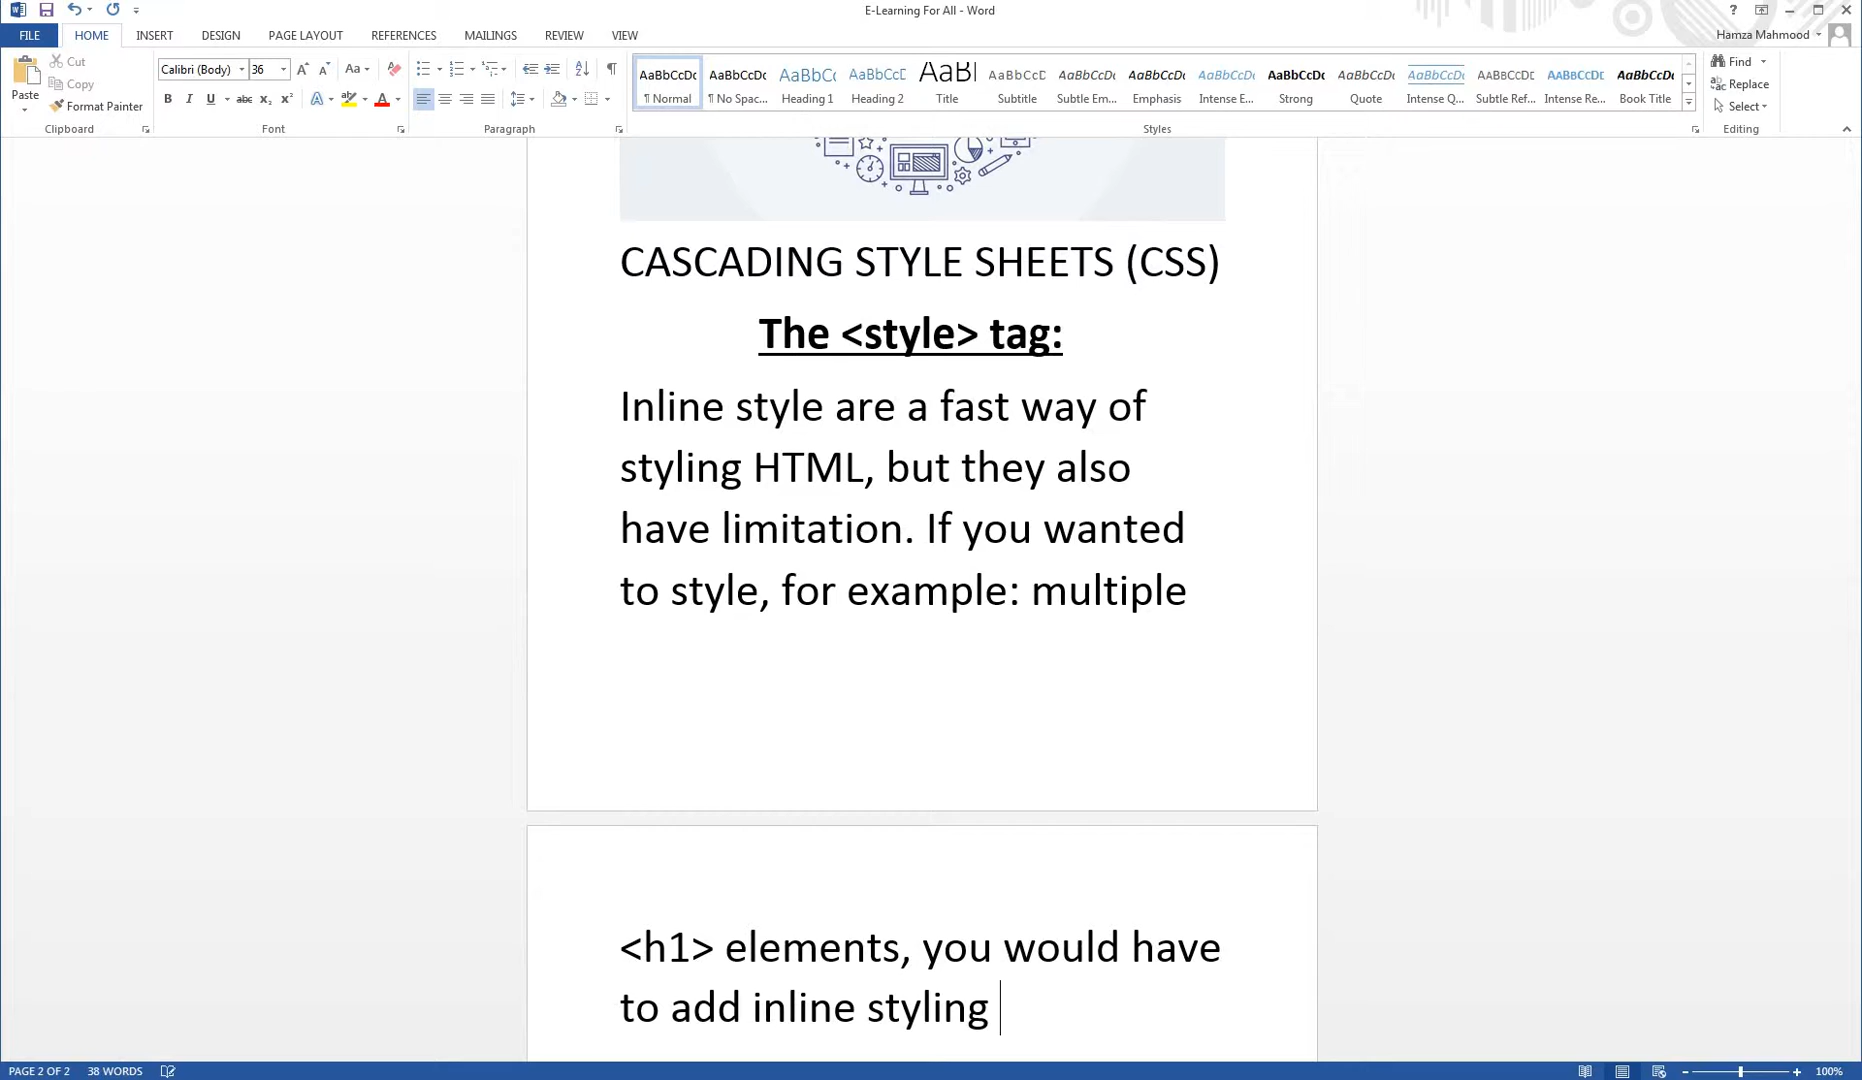 E-Learning For All - Word
FILE HOME INSERT DESIGN PAGE LAYOUT REFERENCES MAILINGS REVIEW VIEW
Hamza Mahmood
Paste
Cut
Copy
Format Painter
Clipboard
Calibri (Body) 36
Font
Paragraph
AaBbCcDc AaBbCcDc AaBbCc AaBbCcD AaBl AaBbCcD AaBbCcDc AaBbCcDc AaBbCcDc AaBbCcDc AaBbCcDc AaBbCcDc AaBbCcDd AaBbCcDd AaBbCcDc
¶ Normal ¶ No Spac... Heading 1 Heading 2 Title Subtitle Subtle Em... Emphasis Intense E... Strong Quote Intense Q... Subtle Ref... Intense Re... Book Title
Styles
Find
Replace
Select
Editing
CASCADING STYLE SHEETS (CSS)
The <style> tag:
Inline style are a fast way of
styling HTML, but they also
have limitation. If you wanted
to style, for example: multiple
<h1> elements, you would have
to add inline styling
PAGE 2 OF 2 38 WORDS
100%